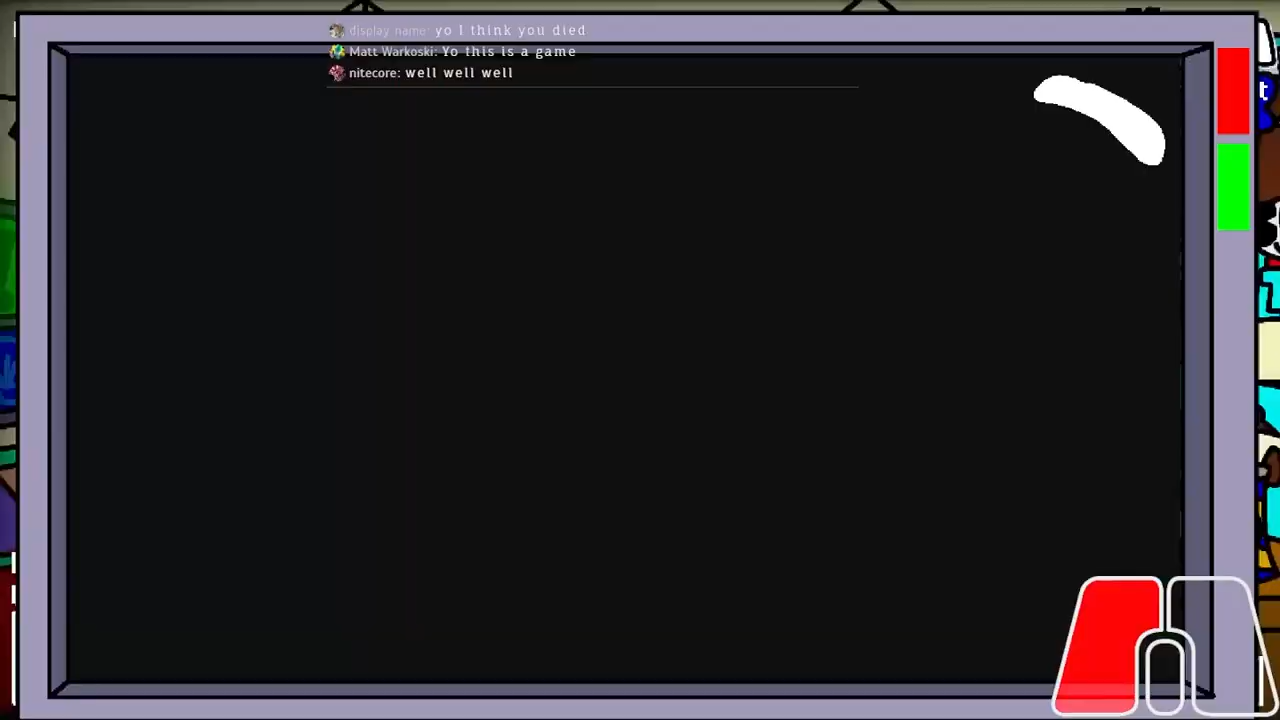 display name: yo I think you died
Matt Warkoski: Yo this is a game
nitecore: well well well
t